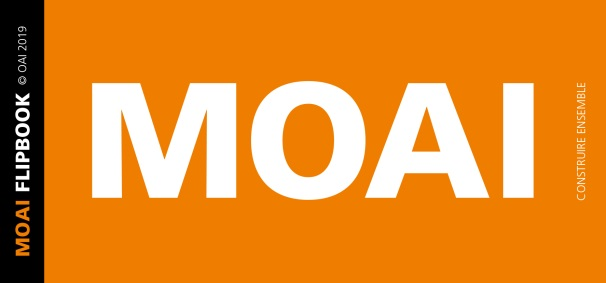 MOAI FLIPBOOK © OAI 2019
MOAI
CONSTRUIRE ENSEMBLE